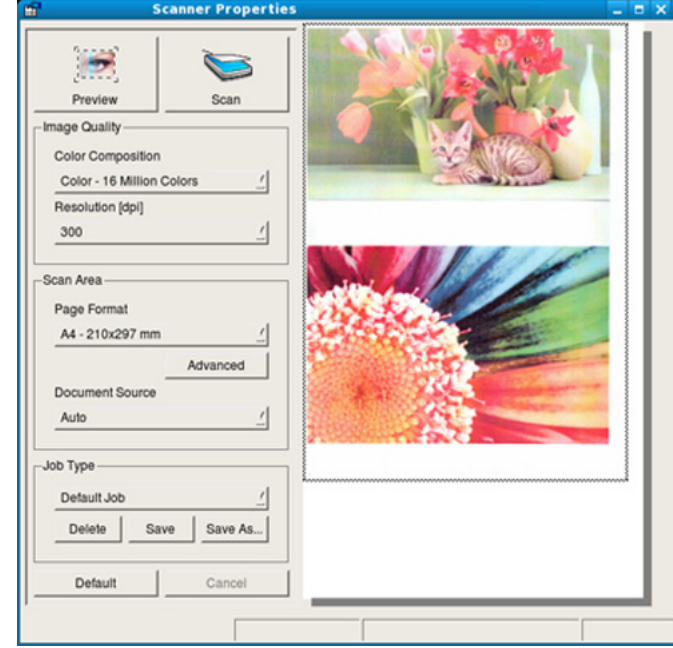 Scanner Properties
Preview
Scan
Image Quality
Color Composition
Color - 16 Million Colors
Resolution [dpi]
300
Scan Area
Page Format
A4 - 210x297 mm
Advanced
Document Source
Auto
Job Type
Default Job
Delete Save Save As...
Default Cancel